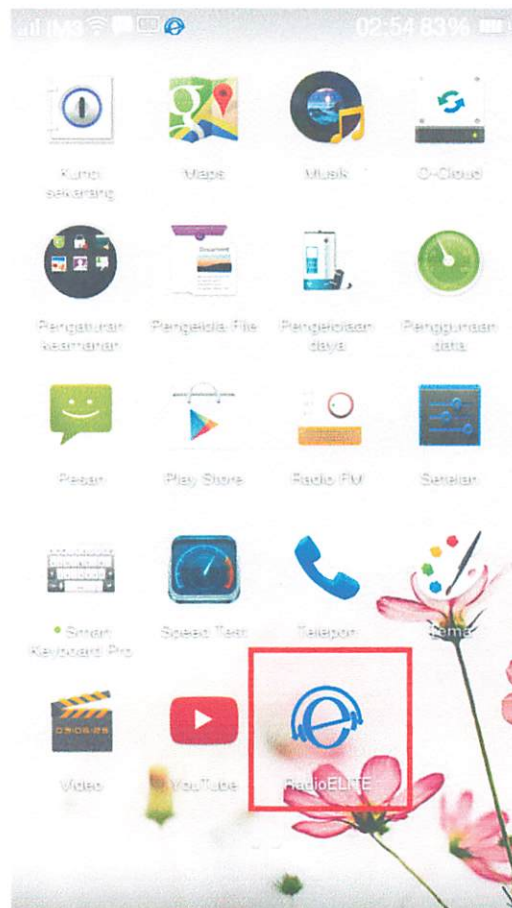 IM3 02:54 83%
Kunci sekarang
Maps
Musik
O-Cloud
Pengaturan keamanan
Pengelola File
Pengelolaan daya
Penggunaan data
Pesan
Play Store
Radio FM
Setelan
Smart Keyboard Pro
Speed Test
Telepon
Tema
Video
YouTube
RadioELITE